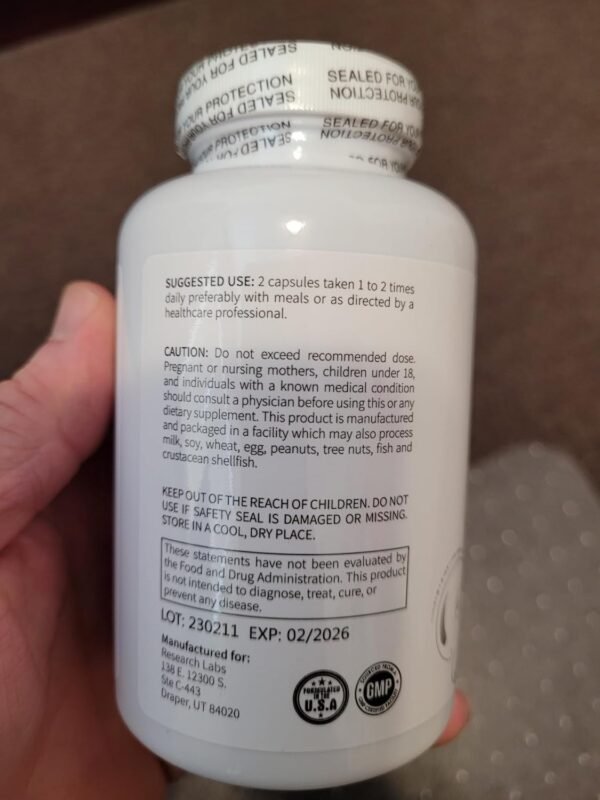 YOUR PROTECTION
SEALED FOR YOUR
SEALED FOR YOUR
PROTECTION
SUGGESTED USE: 2 capsules taken 1 to 2 times
daily preferably with meals or as directed by a
healthcare professional.
CAUTION: Do not exceed recommended dose.
Pregnant or nursing mothers, children under 18,
and individuals with a known medical condition
should consult a physician before using this or any
dietary supplement. This product is manufactured
and packaged in a facility which may also process
milk, soy, wheat, egg, peanuts, tree nuts, fish and
crustacean shellfish.
KEEP OUT OF THE REACH OF CHILDREN. DO NOT
USE IF SAFETY SEAL IS DAMAGED OR MISSING.
STORE IN A COOL, DRY PLACE.
These statements have not been evaluated by
the Food and Drug Administration. This product
is not intended to diagnose, treat, cure, or
prevent any disease.
LOT: 230211 EXP: 02/2026
Manufactured for:
Research Labs
138 E. 12300 S.
Ste C-443
Draper, UT 84020
FORMULATED
IN THE
U.S.A
GMP